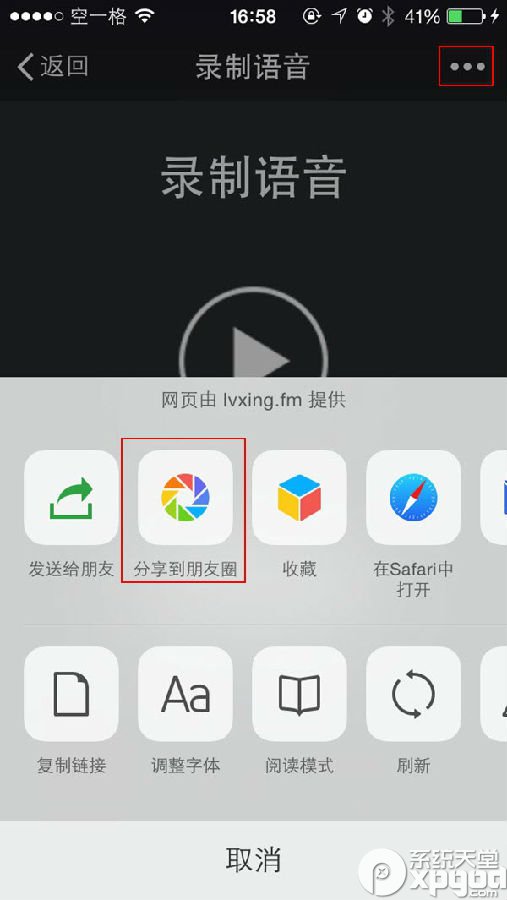 空一格
16:58
41%
返回
录制语音
录制语音
网页由 lvxing.fm 提供
发送给朋友
分享到朋友圈
收藏
在Safari中
打开
复制链接
Aa
调整字体
阅读模式
刷新
取消
系统天堂
xpgod